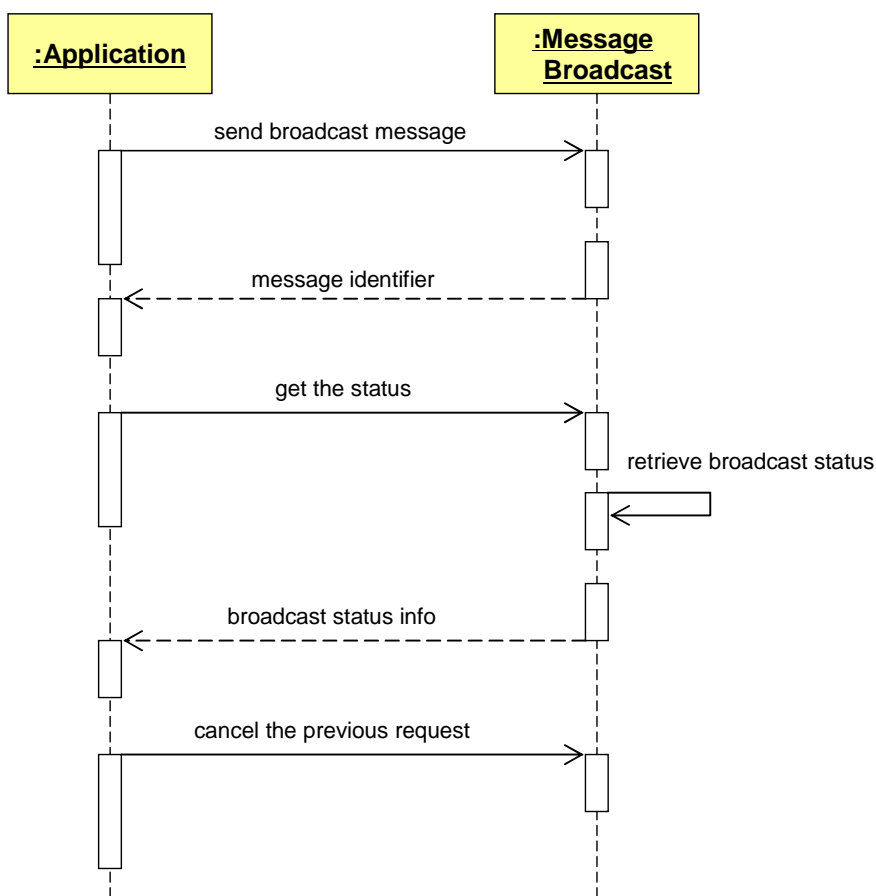 :Application
:Message
Broadcast
send broadcast message
message identifier
get the status
retrieve broadcast status
broadcast status info
cancel the previous request